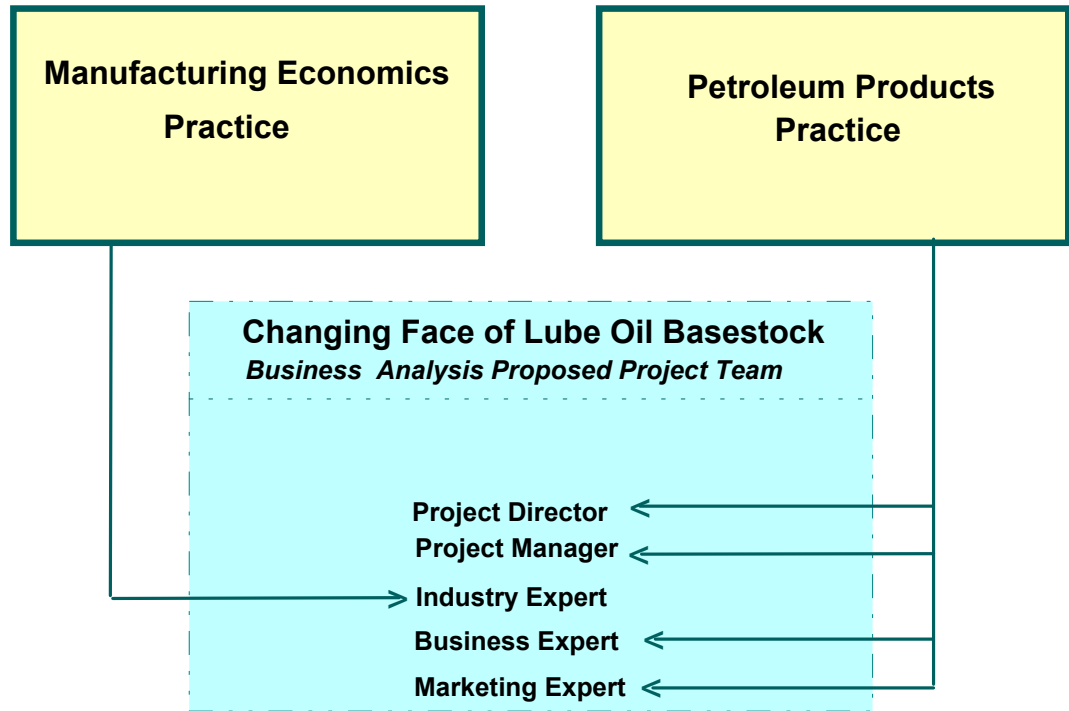 Manufacturing Economics
Practice
Petroleum Products
Practice
Changing Face of Lube Oil Basestock
Business Analysis Proposed Project Team
Project Director
Project Manager
Industry Expert
Business Expert
Marketing Expert